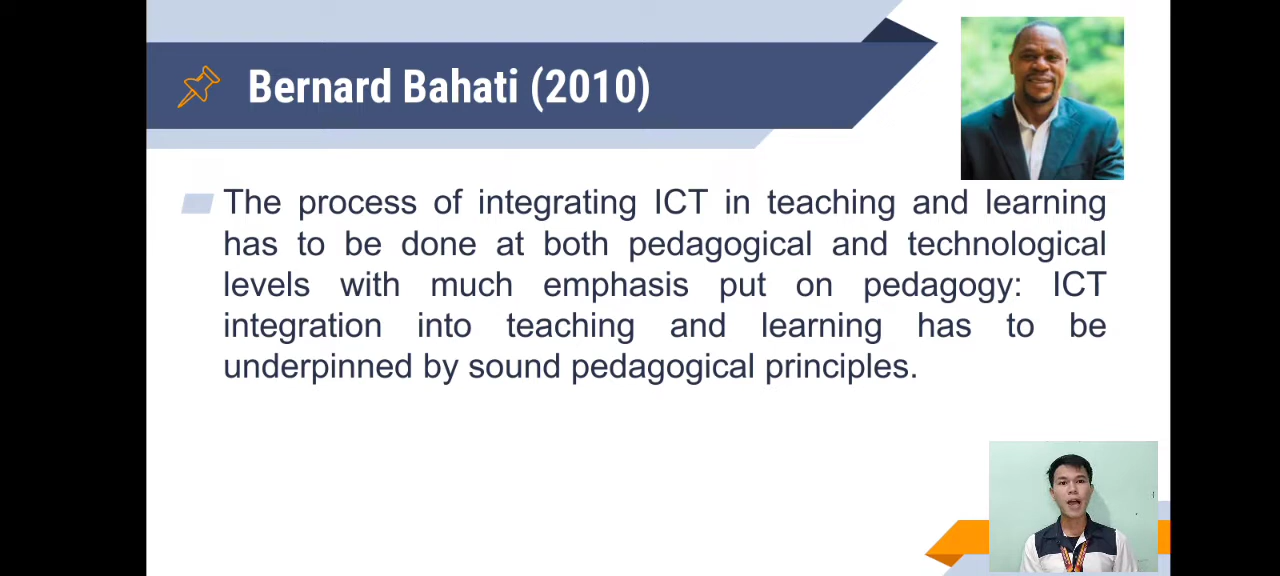 Bernard Bahati (2010)
The process of integrating ICT in teaching and learning
has to be done at both pedagogical and technological
levels with much emphasis put on pedagogy: ICT
integration into teaching and learning has to be
underpinned by sound pedagogical principles.